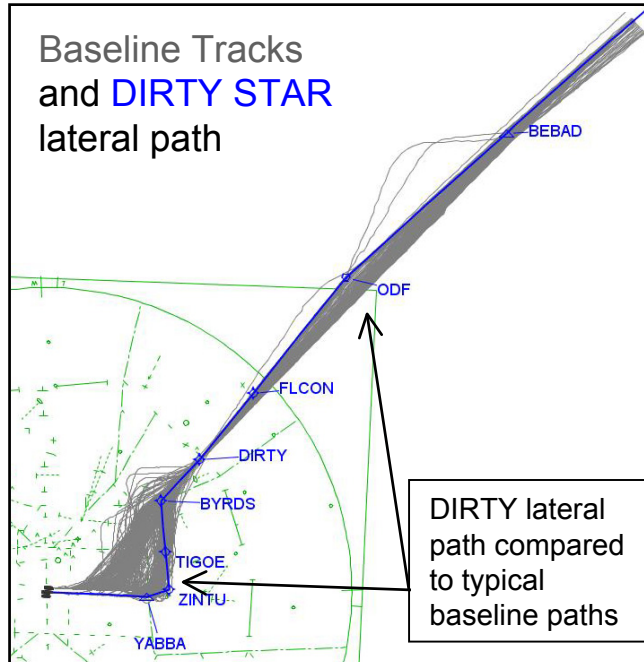 Baseline Tracks
and DIRTY STAR
lateral path
BEBAD
ODF
FLCON
DIRTY
BYRDS
TIGOE
ZINTU
YABBA
DIRTY lateral
path compared
to typical
baseline paths